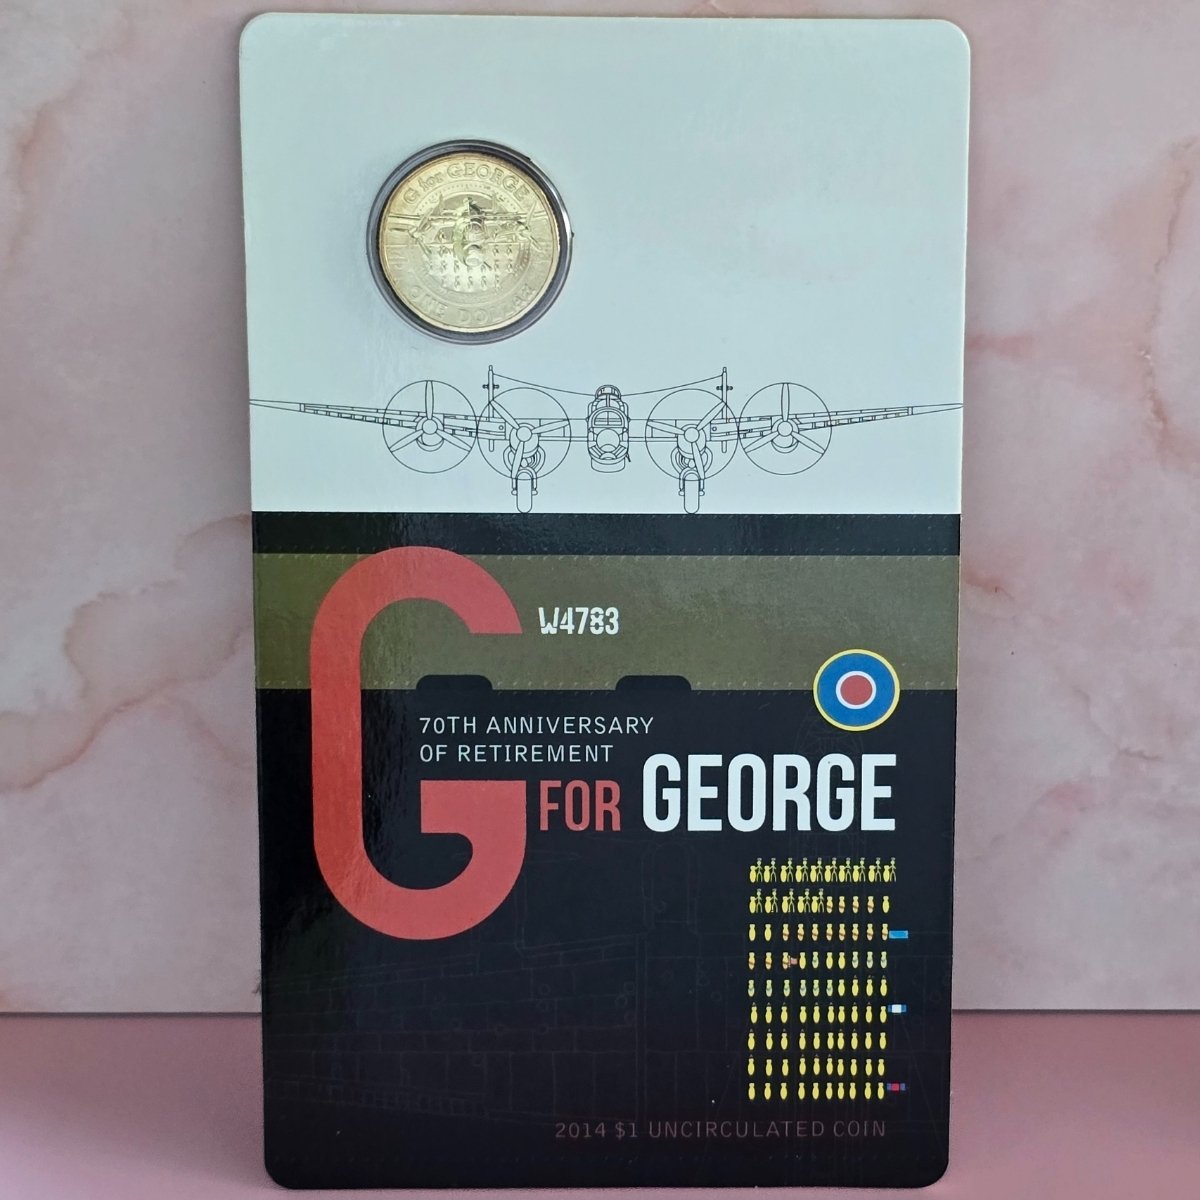 G for GEORGE
ONE DOLLAR
W4783
70TH ANNIVERSARY
OF RETIREMENT
G FOR GEORGE
2014 $1 UNCIRCULATED COIN